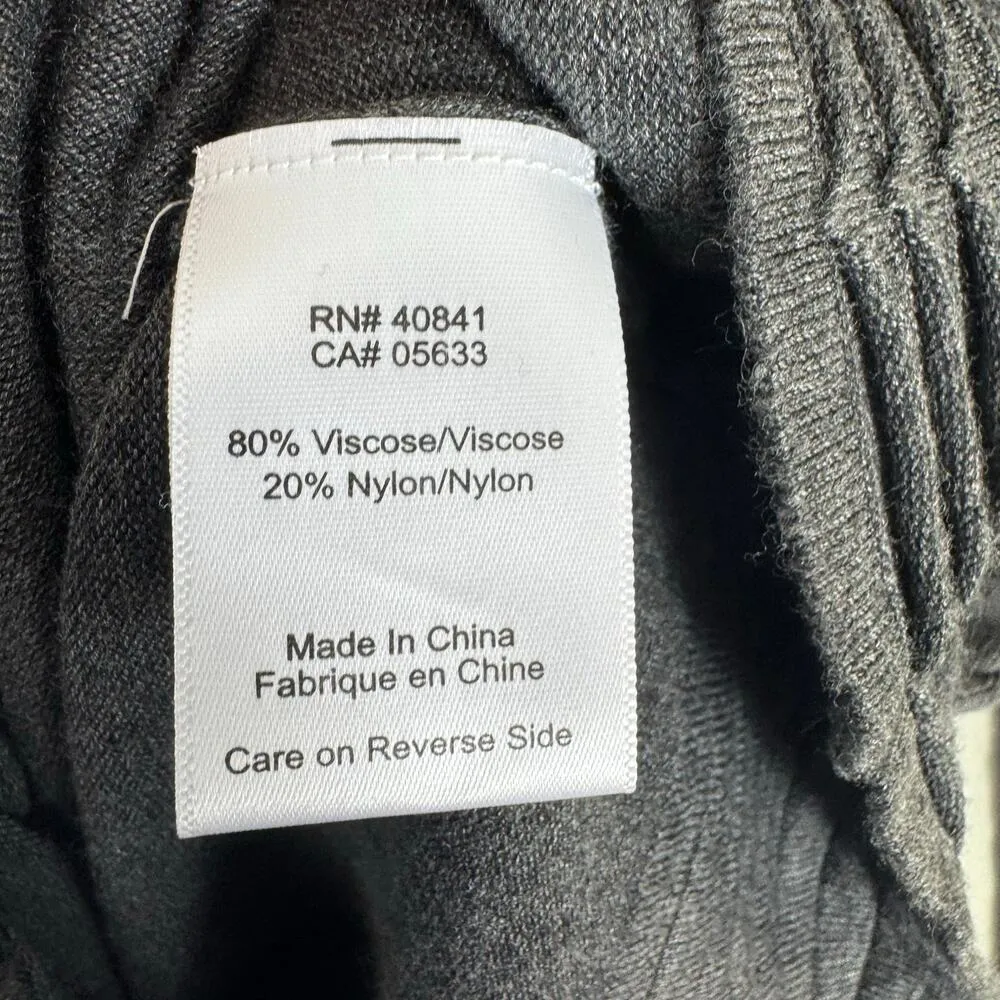 RN# 40841
CA# 05633
80% Viscose/Viscose
20% Nylon/Nylon
Made In China
Fabrique en Chine
Care on Reverse Side